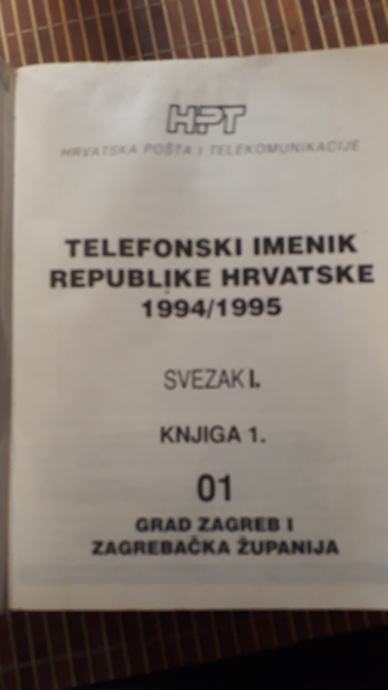 HPT
HRVATSKA POŠTA I TELEKOMUNIKACIJE
TELEFONSKI IMENIK
REPUBLIKE HRVATSKE
1994/1995
SVEZAK I.
KNJIGA 1.
01
GRAD ZAGREB I
ZAGREBAČKA ŽUPANIJA